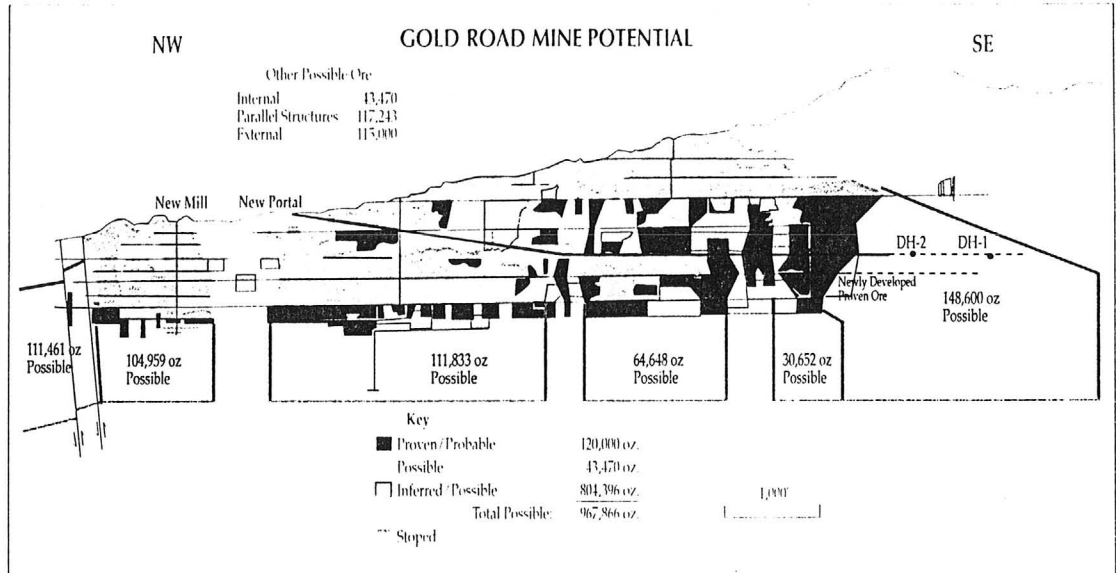 NW
GOLD ROAD MINE POTENTIAL
SE
Other Possible Ore
Internal 43,470
Parallel Structures 117,243
External 115,000
New Mill
New Portal
DH-2
DH-1
Newly Developed
Proven Ore
148,600 oz
Possible
111,461 oz
Possible
104,959 oz
Possible
111,833 oz
Possible
64,648 oz
Possible
30,652 oz
Possible
Key
Proven/Probable 120,000 oz.
Possible 43,470 oz.
Inferred/Possible 804,396 oz.
Total Possible: 967,866 oz.
Stoped
1,000'